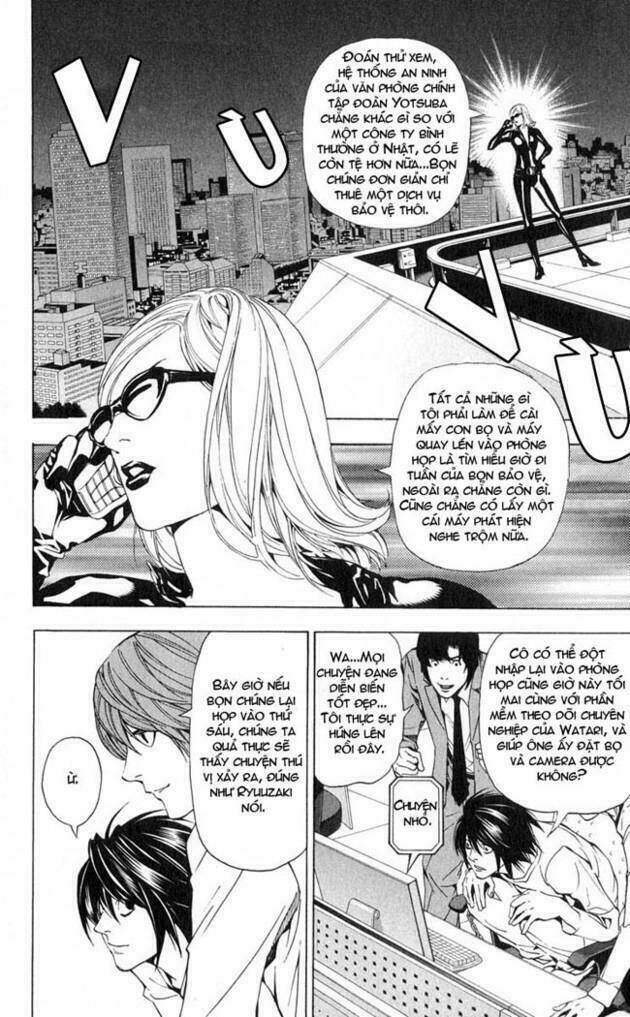 VÙ
ĐOÁN THỬ XEM,
HỆ THỐNG AN NINH
CỦA VĂN PHÒNG CHÍNH
TẬP ĐOÀN YOTSUBA
CHẲNG KHÁC GÌ SO VỚI
MỘT CÔNG TY BÌNH
THƯỜNG Ở NHẬT, CÓ LẼ
CÒN TỆ HƠN NỮA...BỌN
CHÚNG ĐƠN GIẢN CHỈ
THUÊ MỘT DỊCH VỤ
BẢO VỆ THÔI.
VÙ
TẤT CẢ NHỮNG GÌ
TÔI PHẢI LÀM ĐỂ CÀI
MẤY CON BỌ VÀ MÁY
QUAY LÉN VÀO PHÒNG
HỌP LÀ TÌM HIỂU GIỜ ĐI
TUẦN CỦA BỌN BẢO VỆ,
NGOÀI RA CHẲNG CÒN GÌ.
CŨNG CHẲNG CÓ LẤY MỘT
CÁI MÁY PHÁT HIỆN
NGHE TRỘM NỮA.
CÔ CÓ THỂ ĐỘT
NHẬP LẠI VÀO PHÒNG
HỌP CŨNG GIỜ NÀY TỐI
MAI CÙNG VỚI PHẦN
MỀM THEO DÕI CHUYÊN
NGHIỆP CỦA WATARI, VÀ
GIÚP ÔNG ẤY ĐẶT BỌ
VÀ CAMERA ĐƯỢC
KHÔNG?
CHUYỆN
NHỎ.
WA...MỌI
CHUYỆN ĐANG
DIỄN BIẾN
TỐT ĐẸP...
TÔI THỰC SỰ
HỨNG LÊN
RỒI ĐÂY.
BÂY GIỜ NẾU
BỌN CHÚNG LẠI
HỌP VÀO THỨ
SÁU, CHÚNG TA
QUẢ THỰC SẼ
THẤY CHUYỆN THÚ
VỊ XẢY RA, ĐÚNG
NHƯ RYUUZAKI
NÓI.
Ừ.